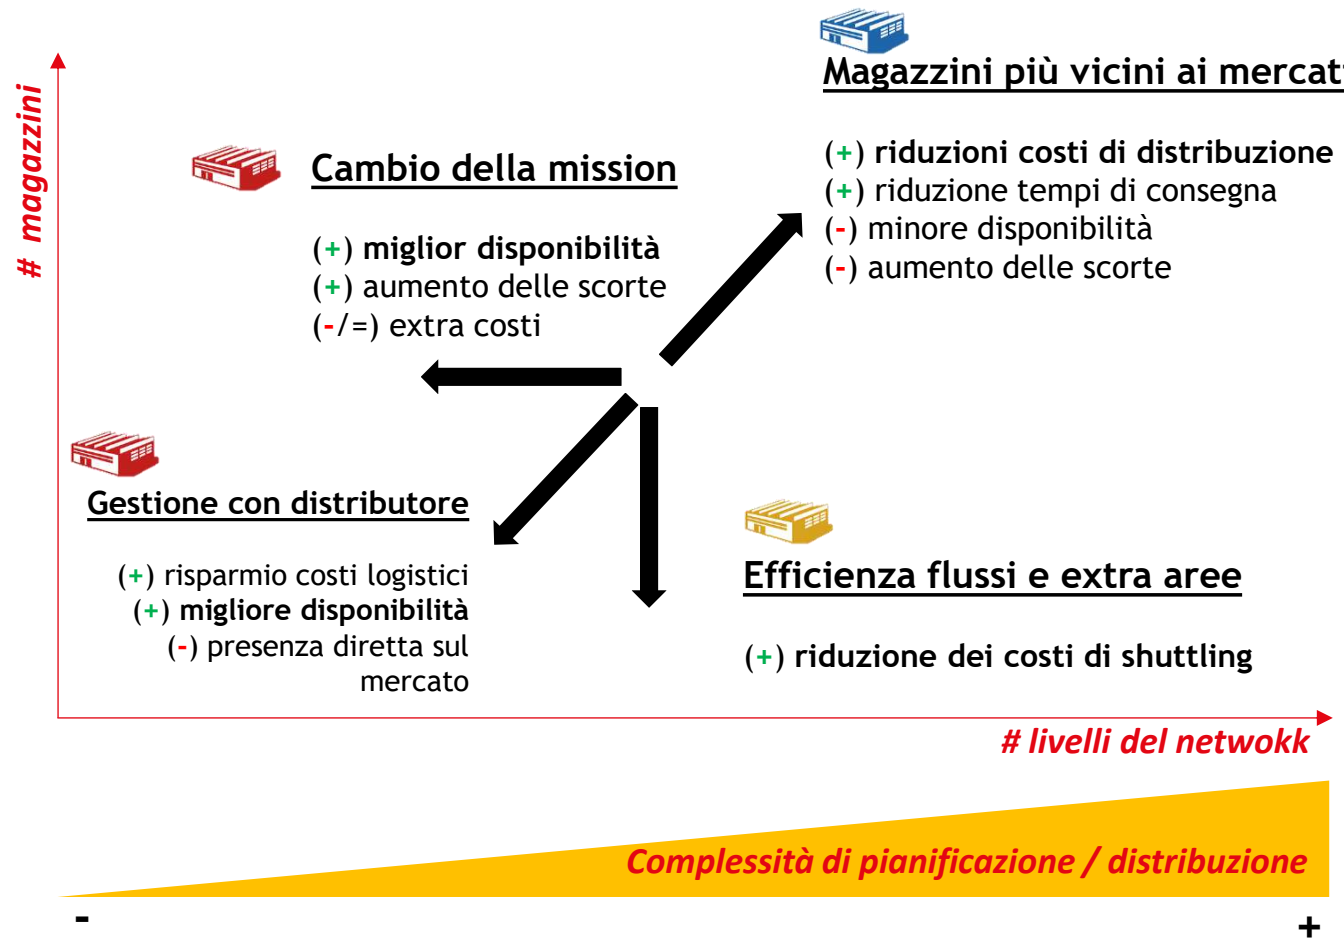 # magazzini
Magazzini più vicini ai mercati
(+) riduzioni costi di distribuzione
(+) riduzione tempi di consegna
(-) minore disponibilità
(-) aumento delle scorte
Cambio della mission
(+) miglior disponibilità
(+) aumento delle scorte
(-/=) extra costi
Gestione con distributore
(+) risparmio costi logistici
(+) migliore disponibilità
(-) presenza diretta sul
mercato
Efficienza flussi e extra aree
(+) riduzione dei costi di shuttling
# livelli del netwokk
Complessità di pianificazione / distribuzione
-
+